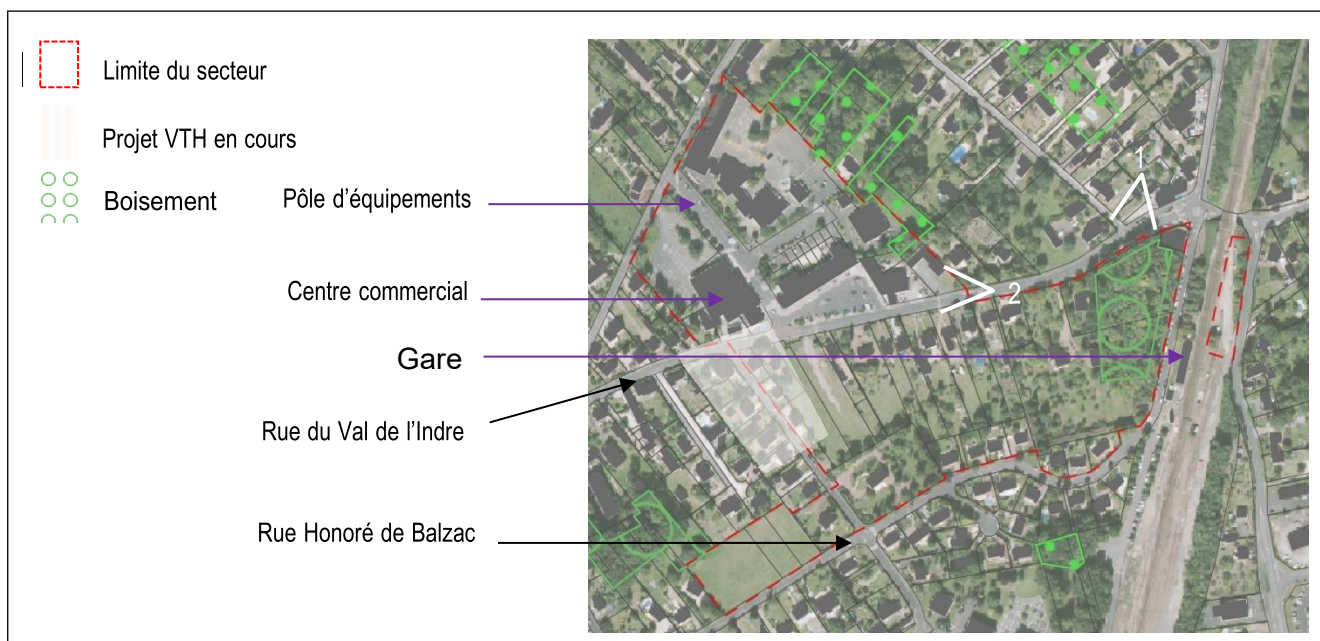 Limite du secteur
Projet VTH en cours
Boisement
Pôle d’équipements
Centre commercial
Gare
Rue du Val de l’Indre
Rue Honoré de Balzac
1
2